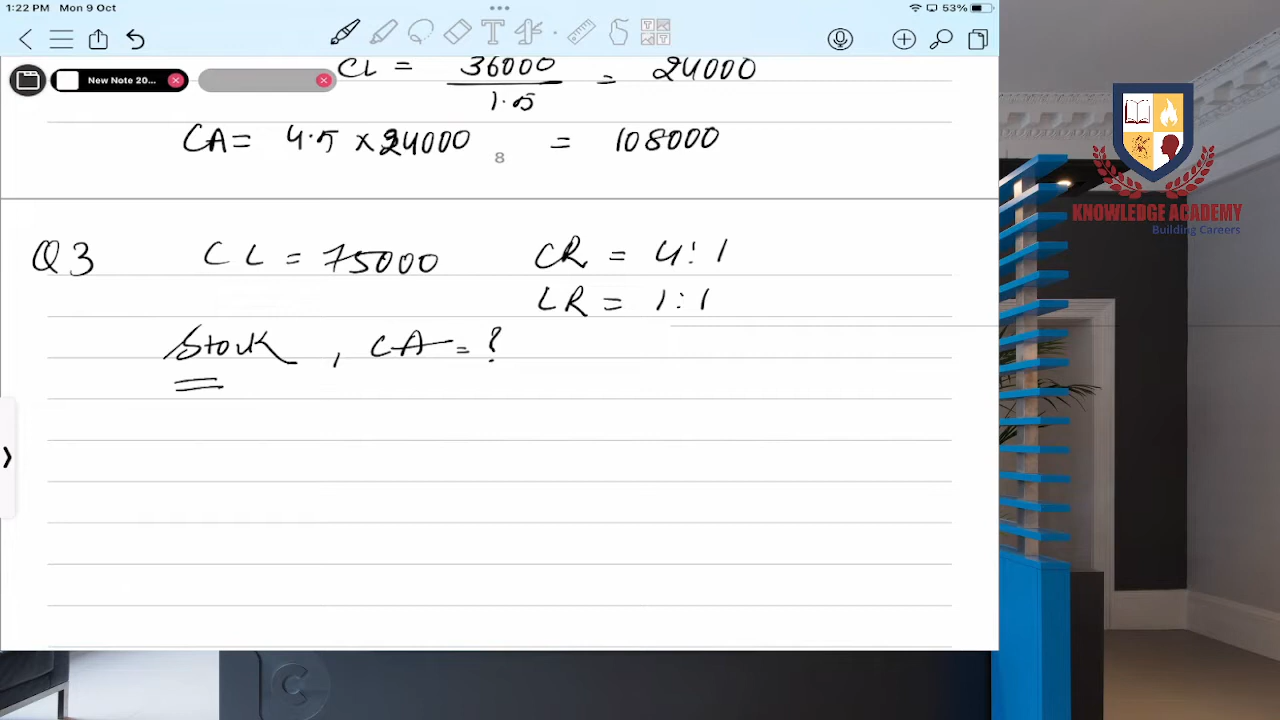 1:22 PM Mon 9 Oct
53%
New Note 20...
CL = 36000 / 1.5 = 24000
CA = 4.5 × 24000 = 108000
8
Q3 CL = 75000 CR = 4:1
LR = 1:1
Stock, CA = ?
KNOWLEDGE ACADEMY
Building Careers